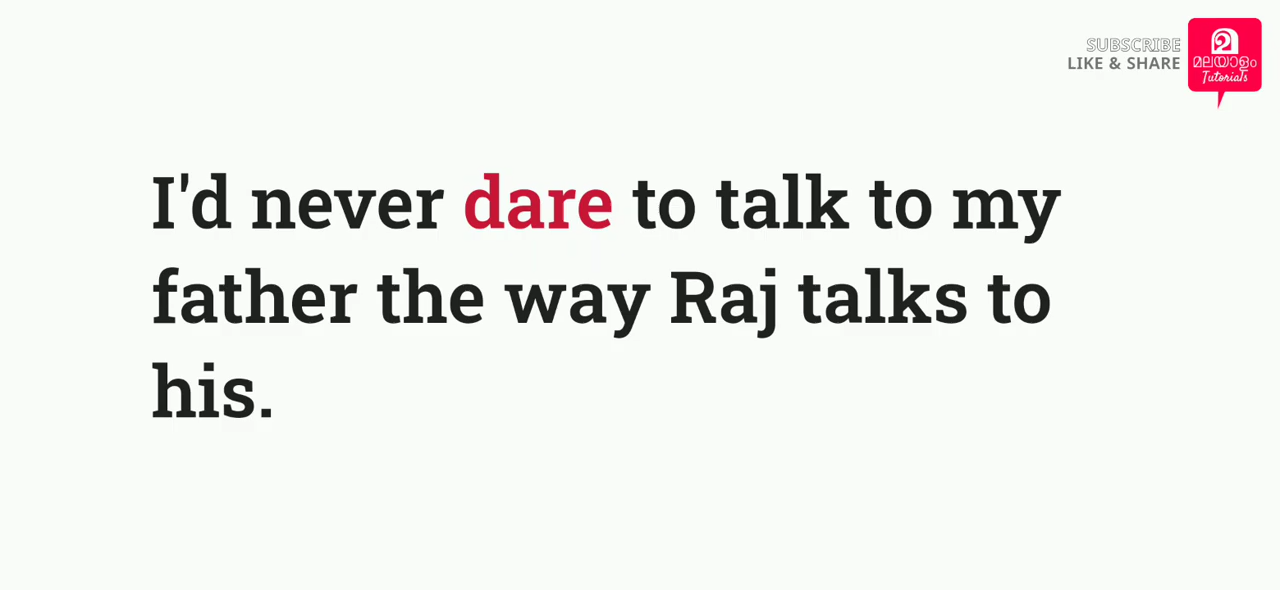 SUBSCRIBE
LIKE & SHARE
മ
മലയാളം
Tutorials
I'd never dare to talk to my
father the way Raj talks to
his.